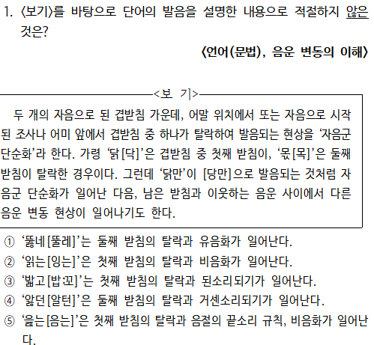 1. <보기>를 바탕으로 단어의 발음을 설명한 내용으로 적절하지 않은
것은?
<언어(문법), 음운 변동의 이해>
<보 기>
두 개의 자음으로 된 겹받침 가운데, 어말 위치에서 또는 자음으로 시작
된 조사나 어미 앞에서 겹받침 중 하나가 탈락하여 발음되는 현상을 '자음군
단순화'라 한다. 가령 '닭[닥]'은 겹받침 중 첫째 받침이, '몫[목]'은 둘째
받침이 탈락한 경우이다. 그런데 '닭만'이 [당만]으로 발음되는 것처럼 자
음군 단순화가 일어난 다음, 남은 받침과 이웃하는 음운 사이에서 다른
음운 변동 현상이 일어나기도 한다.
① '뚫네[뚤레]'는 둘째 받침의 탈락과 유음화가 일어난다.
② '읽는[잉는]'은 첫째 받침의 탈락과 비음화가 일어난다.
③ '밟고[밥꼬]'는 첫째 받침의 탈락과 된소리되기가 일어난다.
④ '앓던[알턴]'은 둘째 받침의 탈락과 거센소리되기가 일어난다.
⑤ '읊는[음는]'은 첫째 받침의 탈락과 음절의 끝소리 규칙, 비음화가 일어난
다.